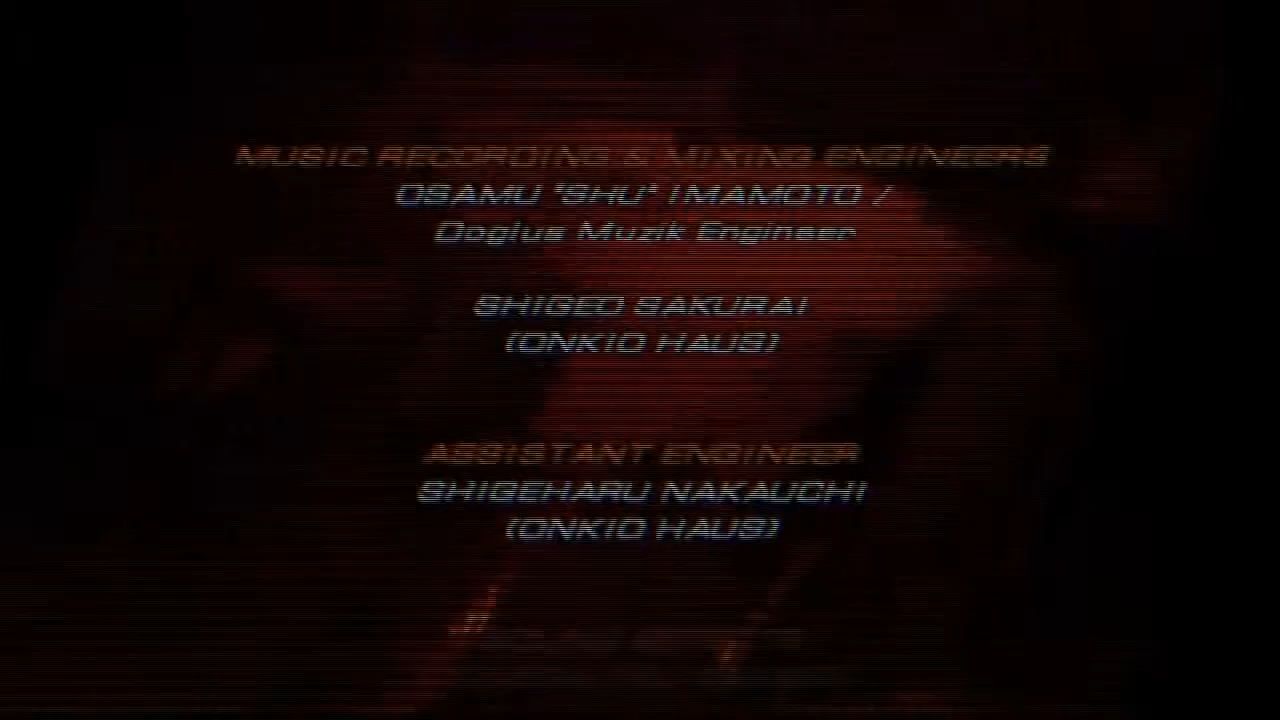 MUSIC RECORDING & MIXING ENGINEERS
OSAMU "SHU" IMAMOTO /
Doglus Muzik Engineer
SHIGEO SAKURAI
(ONKIO HAUS)
ASSISTANT ENGINEER
SHIGEHARU NAKAUCHI
(ONKIO HAUS)